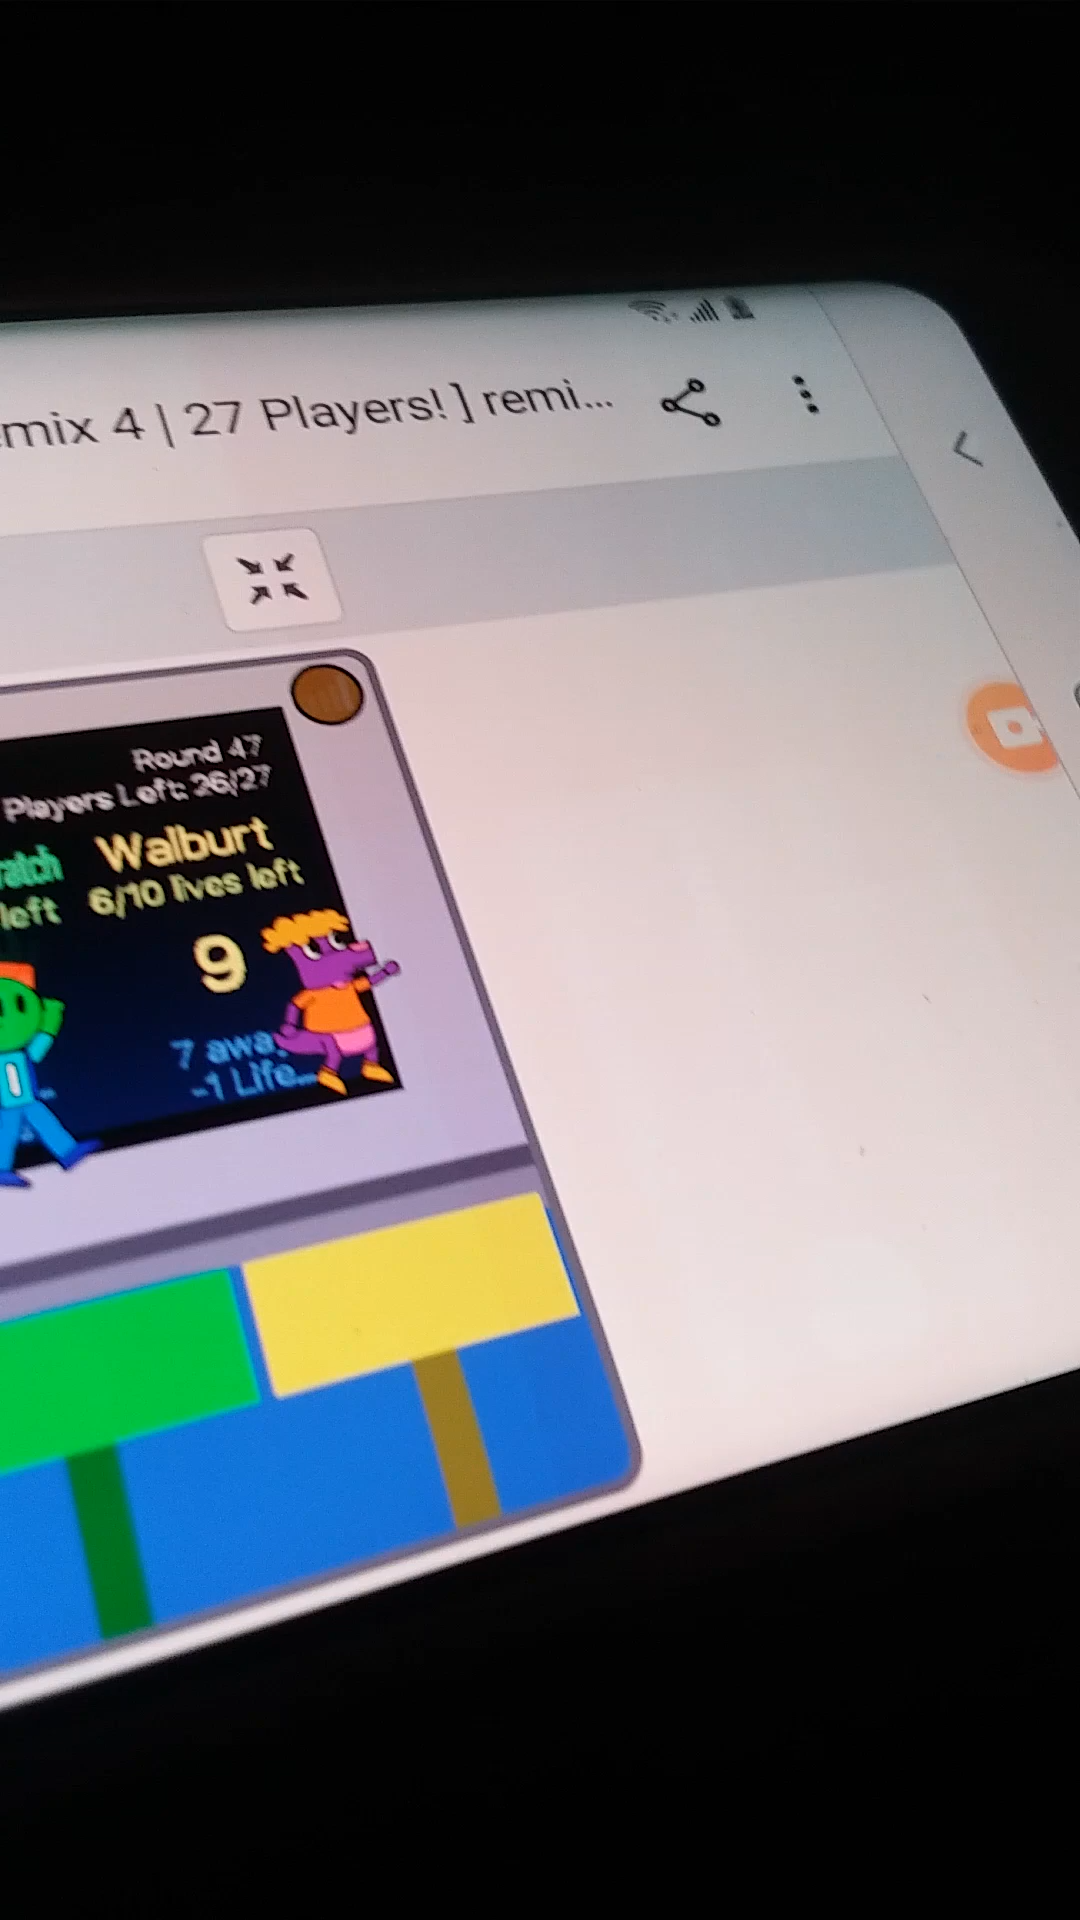 mix 4 | 27 Players! ] remi...
Round 47
Players Left: 26/27
Walburt
left
6/10 lives left
9
7 away
-1 Life...